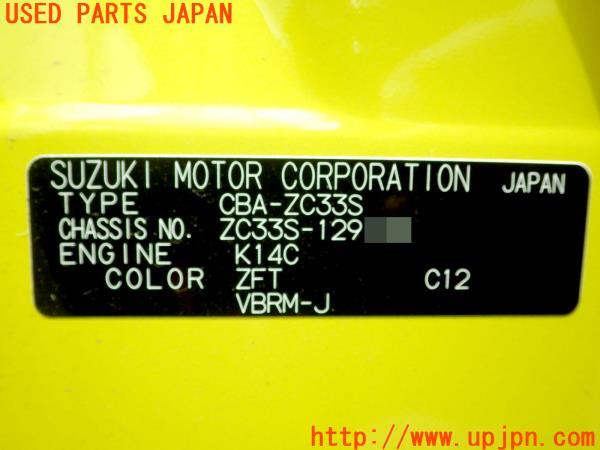 USED PARTS JAPAN
SUZUKI MOTOR CORPORATION JAPAN
TYPE CBA-ZC33S
CHASSIS NO. ZC33S-129
ENGINE K14C
COLOR ZFT C12
VBRM-J
http://www.upjpn.com